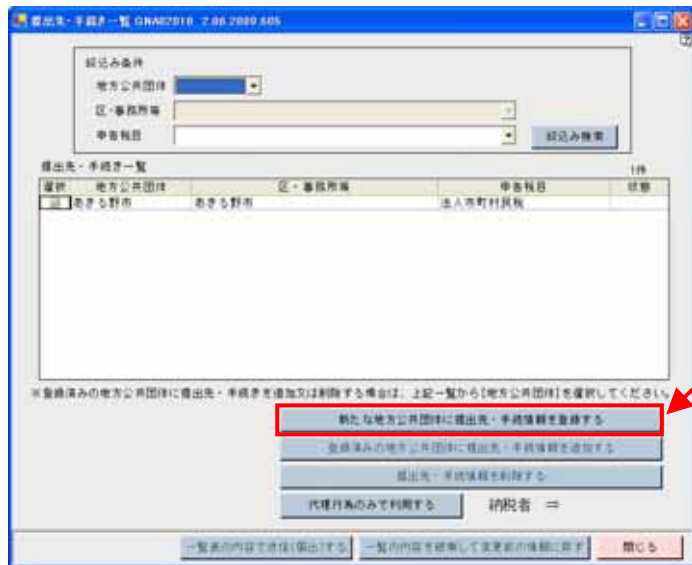 提出先・手続き一覧 GNA02010 2.06.2009.605
絞込み条件
地方公共団体
区・事務所等
申告税目
絞込み検索
提出先・手続き一覧
1件
選択 地方公共団体 区・事務所等 申告税目 状態
あきる野市 あきる野市 法人市町村民税
※登録済みの地方公共団体に提出先・手続きを追加又は削除する場合は、上記一覧から[地方公共団体]を選択してください。
新たな地方公共団体に提出先・手続情報を登録する
登録済みの地方公共団体に提出先・手続情報を追加する
提出先・手続情報を削除する
代理行為のみで利用する 納税者 ⇒
一覧表の内容で送信(届出)する 一覧の内容を破棄して変更前の情報に戻す 閉じる